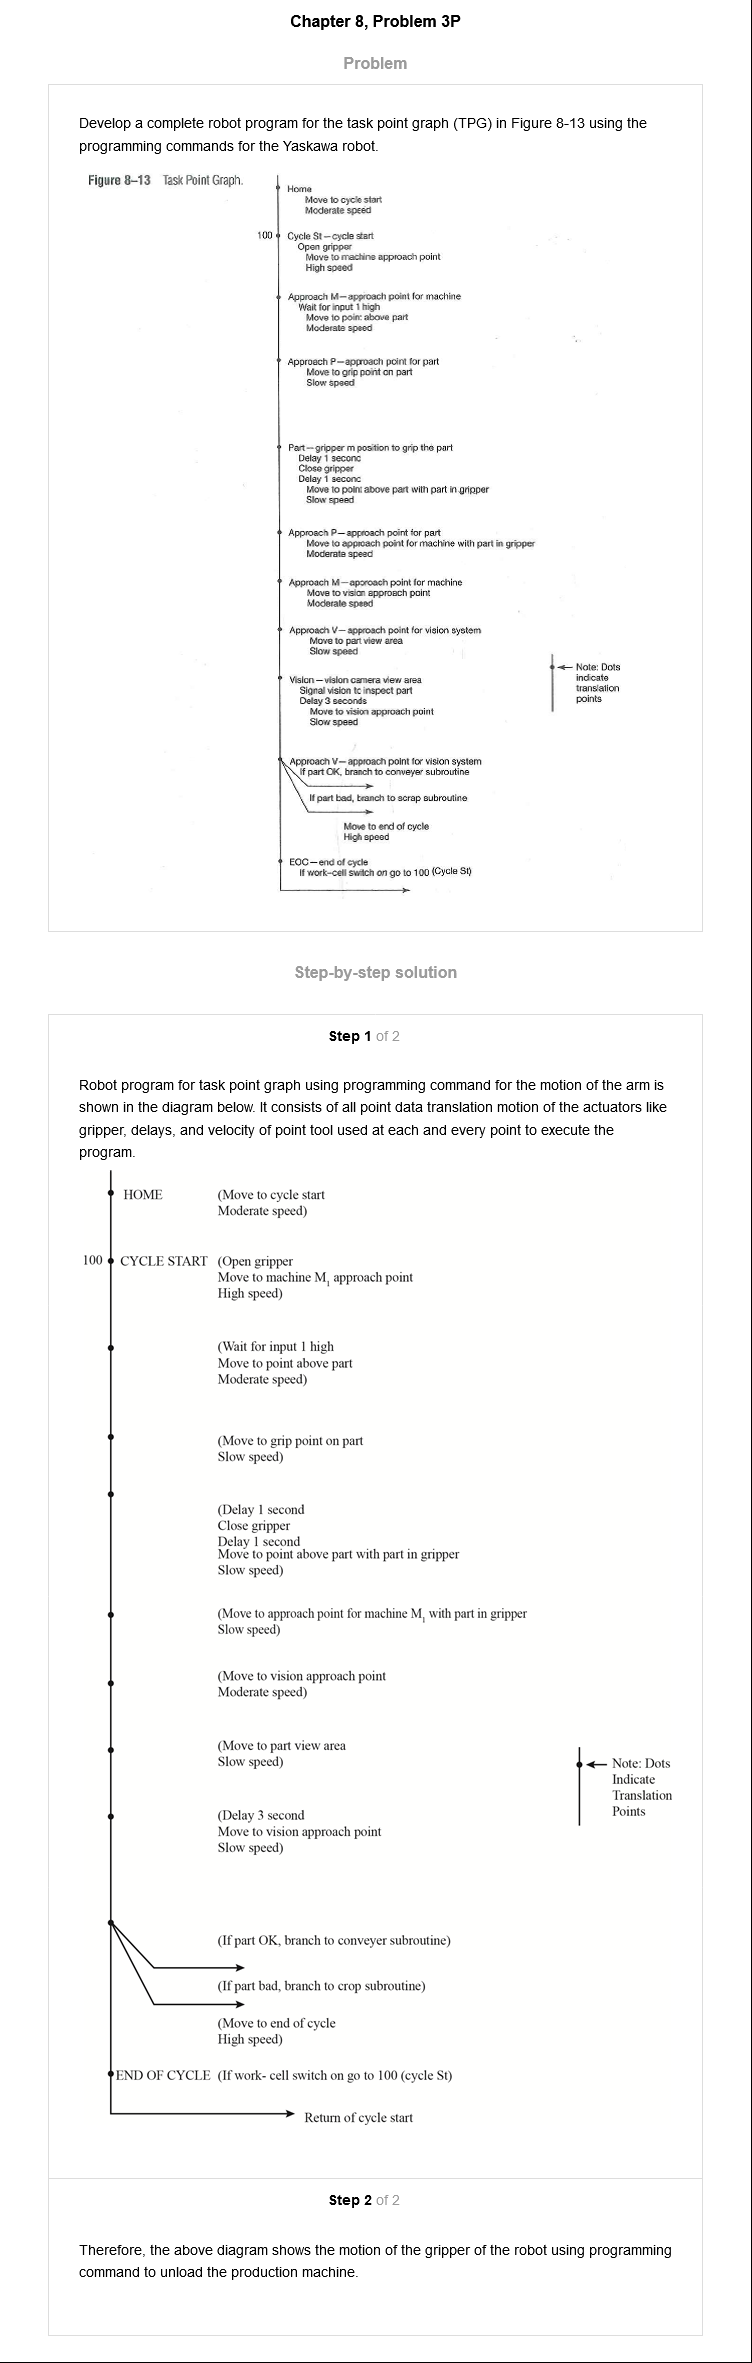 Chapter 8, Problem 3P
Problem
Develop a complete robot program for the task point graph (TPG) in Figure 8-13 using the
programming commands for the Yaskawa robot.
Figure 8–13 Task Point Graph.
Home
Move to cycle start
Moderate speed
100 Cycle St—cycle start
Open gripper
Move to machine approach point
High speed
Approach M—approach point for machine
Wait for input 1 high
Move to point above part
Moderate speed
Approach P—approach point for part
Move to grip point on part
Slow speed
Part—gripper m position to grip the part
Delay 1 seconc
Close gripper
Delay 1 seconc
Move to point above part with part in gripper
Slow speed
Approach P—approach point for part
Move to approach point for machine with part in gripper
Moderate speed
Approach M—approach point for machine
Move to vision approach point
Moderate speed
Approach V—approach point for vision system
Move to part view area
Slow speed
Note: Dots
indicate
translation
points
Vision—vision camera view area
Signal vision tc inspect part
Delay 3 seconds
Move to vision approach point
Slow speed
Approach V—approach point for vision system
If part OK, branch to conveyer subroutine
If part bad, branch to scrap subroutine
Move to end of cycle
High speed
EOC—end of cycle
If work-cell switch on go to 100 (Cycle St)
Step-by-step solution
Step 1 of 2
Robot program for task point graph using programming command for the motion of the arm is
shown in the diagram below. It consists of all point data translation motion of the actuators like
gripper, delays, and velocity of point tool used at each and every point to execute the
program.
HOME (Move to cycle start
Moderate speed)
100 CYCLE START (Open gripper
Move to machine M₁ approach point
High speed)
(Wait for input 1 high
Move to point above part
Moderate speed)
(Move to grip point on part
Slow speed)
(Delay 1 second
Close gripper
Delay 1 second
Move to point above part with part in gripper
Slow speed)
(Move to approach point for machine M₁ with part in gripper
Slow speed)
(Move to vision approach point
Moderate speed)
(Move to part view area
Slow speed)
Note: Dots
Indicate
Translation
Points
(Delay 3 second
Move to vision approach point
Slow speed)
(If part OK, branch to conveyer subroutine)
(If part bad, branch to crop subroutine)
(Move to end of cycle
High speed)
END OF CYCLE (If work- cell switch on go to 100 (cycle St)
Return of cycle start
Step 2 of 2
Therefore, the above diagram shows the motion of the gripper of the robot using programming
command to unload the production machine.